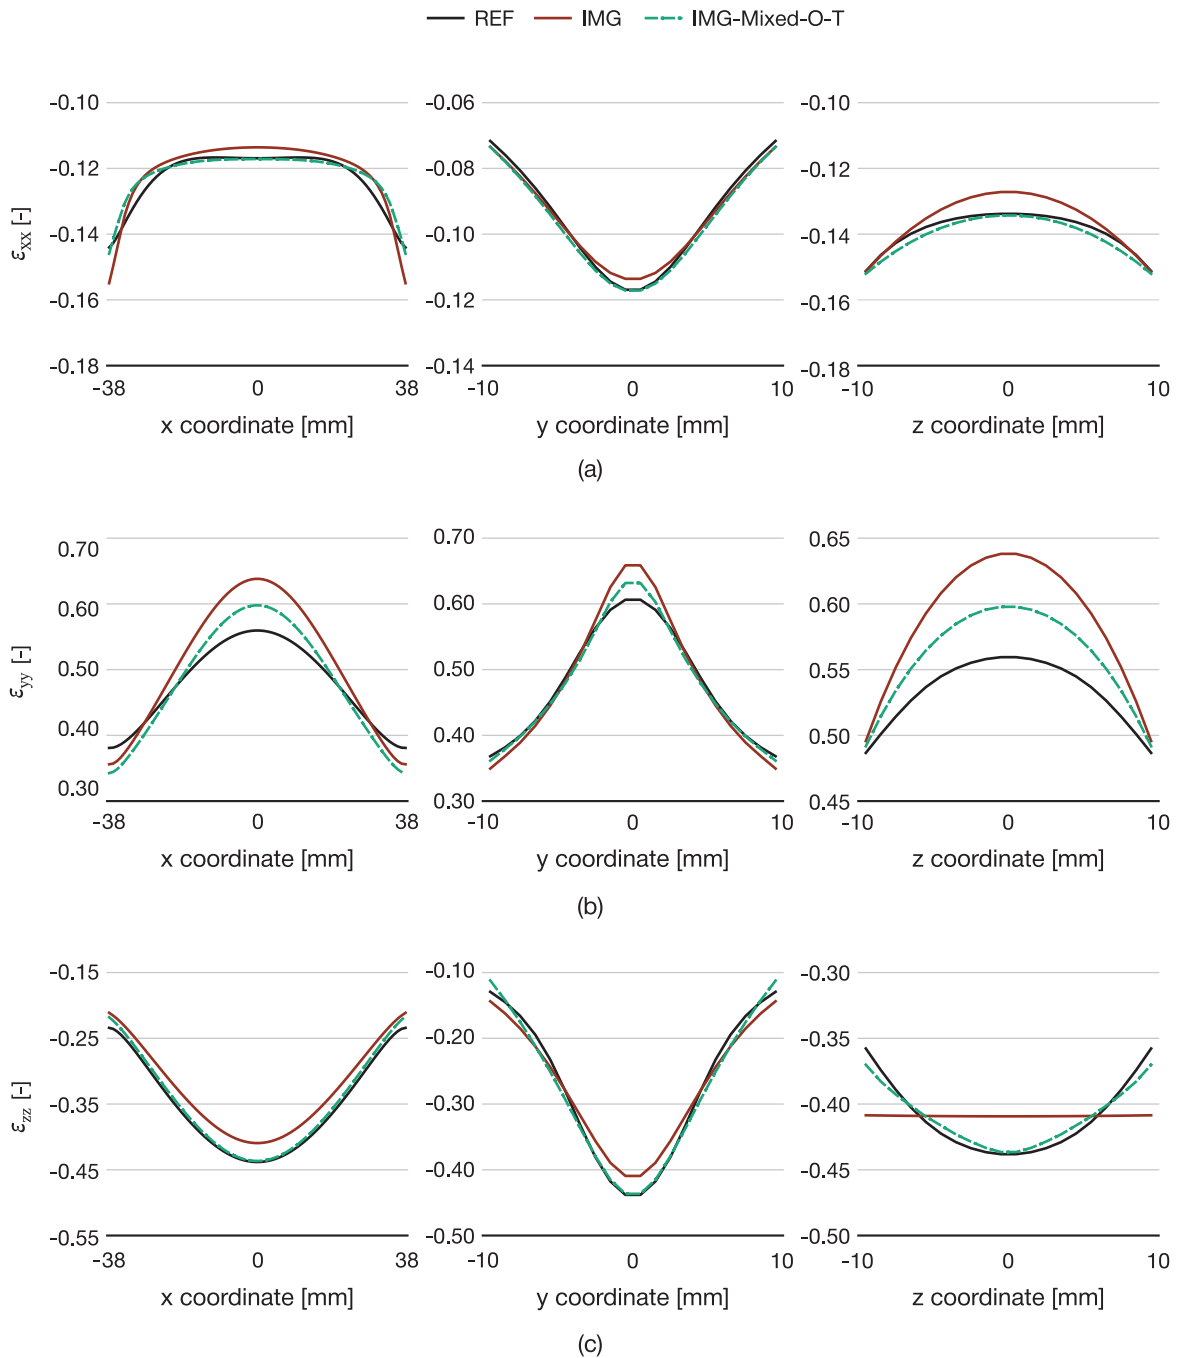 REF IMG IMG-Mixed-O-T
-0.10 -0.06 -0.10
-0.12 -0.08 -0.12
-0.14 -0.10 -0.14
-0.16 -0.12 -0.16
-0.18 -0.14 -0.18
εxx [-]
-38 0 38 -10 0 10 -10 0 10
x coordinate [mm] y coordinate [mm] z coordinate [mm]
(a)
0.70 0.70 0.65
0.60 0.60 0.60
0.50 0.50 0.55
0.40 0.40 0.50
0.30 0.30 0.45
εyy [-]
-38 0 38 -10 0 10 -10 0 10
x coordinate [mm] y coordinate [mm] z coordinate [mm]
(b)
-0.15 -0.10 -0.30
-0.25 -0.20 -0.35
-0.35 -0.30 -0.40
-0.45 -0.40 -0.45
-0.55 -0.50 -0.50
εzz [-]
-38 0 38 -10 0 10 -10 0 10
x coordinate [mm] y coordinate [mm] z coordinate [mm]
(c)